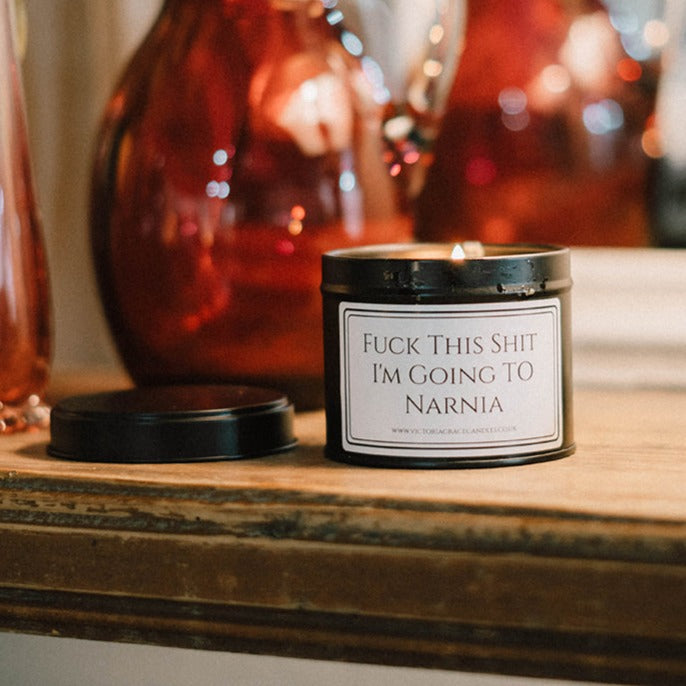 Fuck This Shit
I'm Going TO
Narnia
www.victoriagracecandles.co.uk